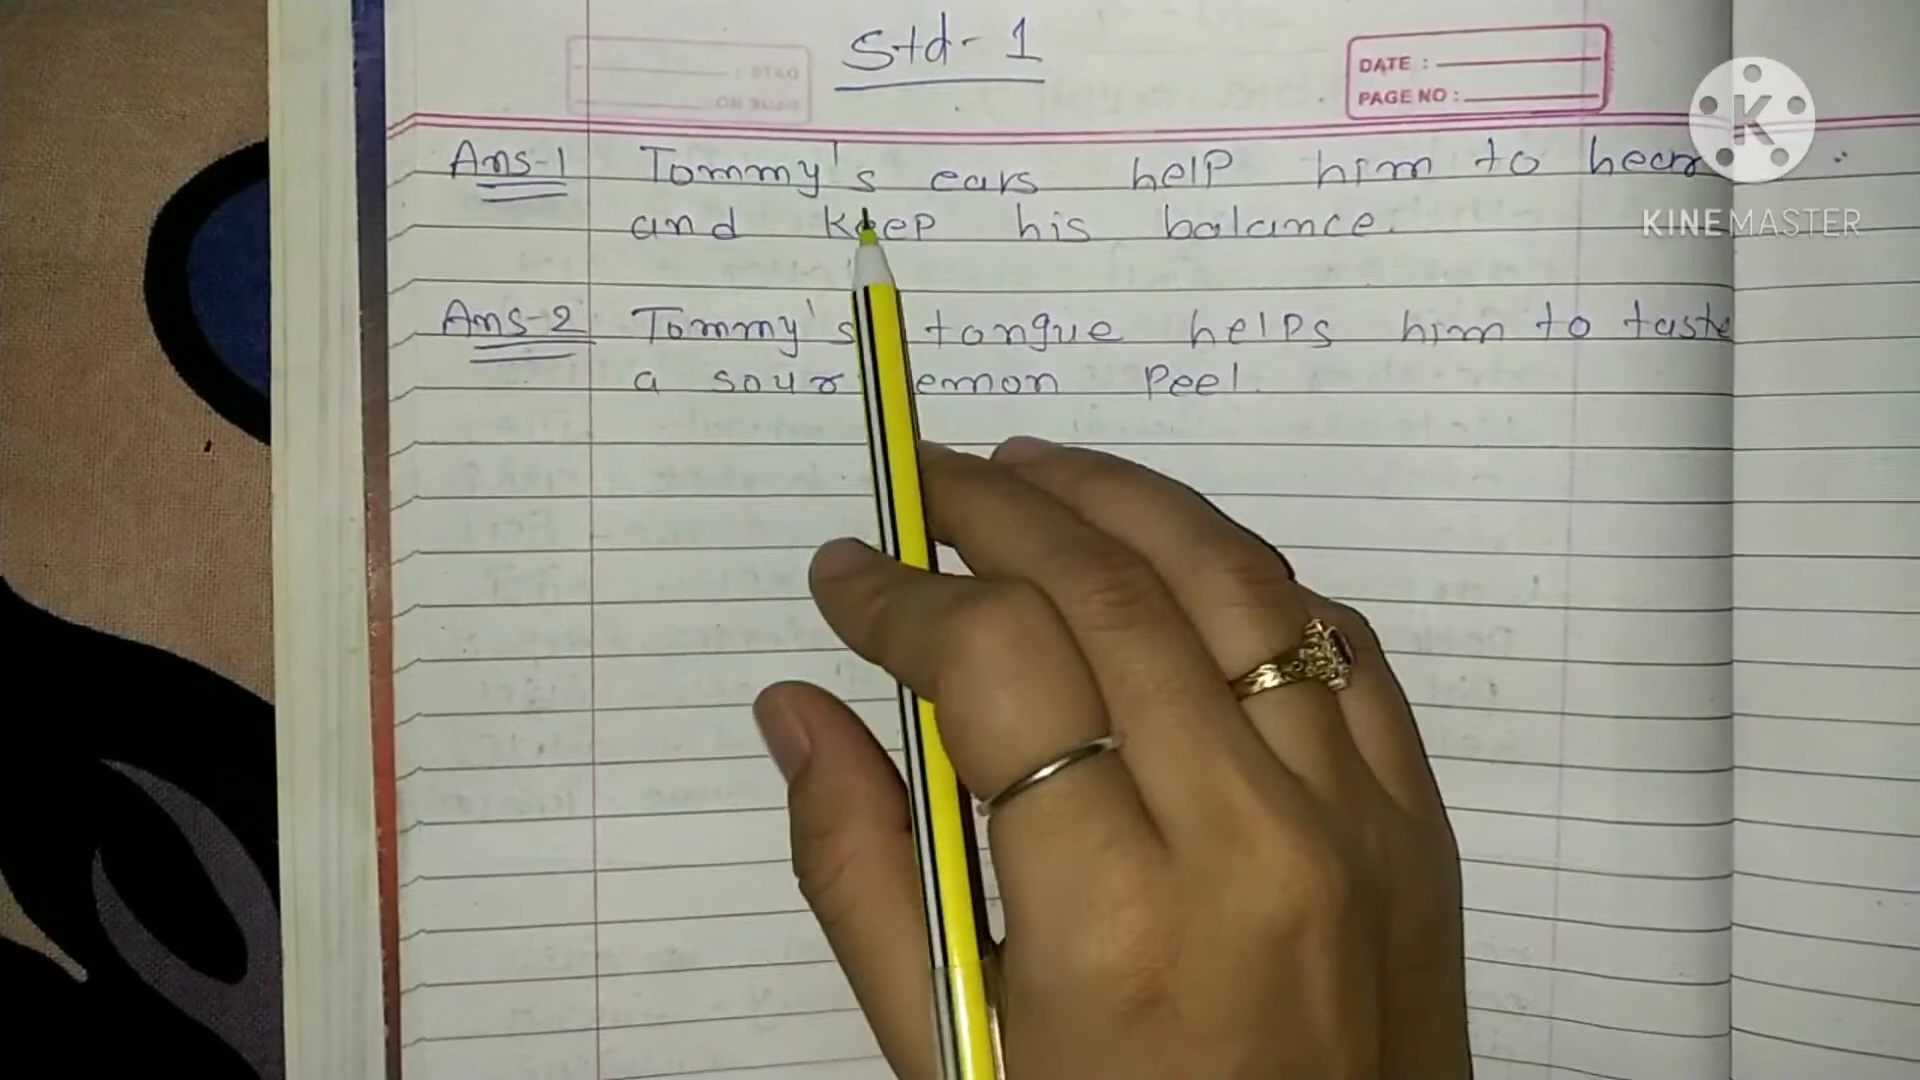 Std-1
DATE :
PAGE NO :
K
KINEMASTER
Ans-1 Tommy's ears help him to hear
and keep his balance.
Ans-2 Tommy's tongue helps him to taste
a sour lemon Peel.